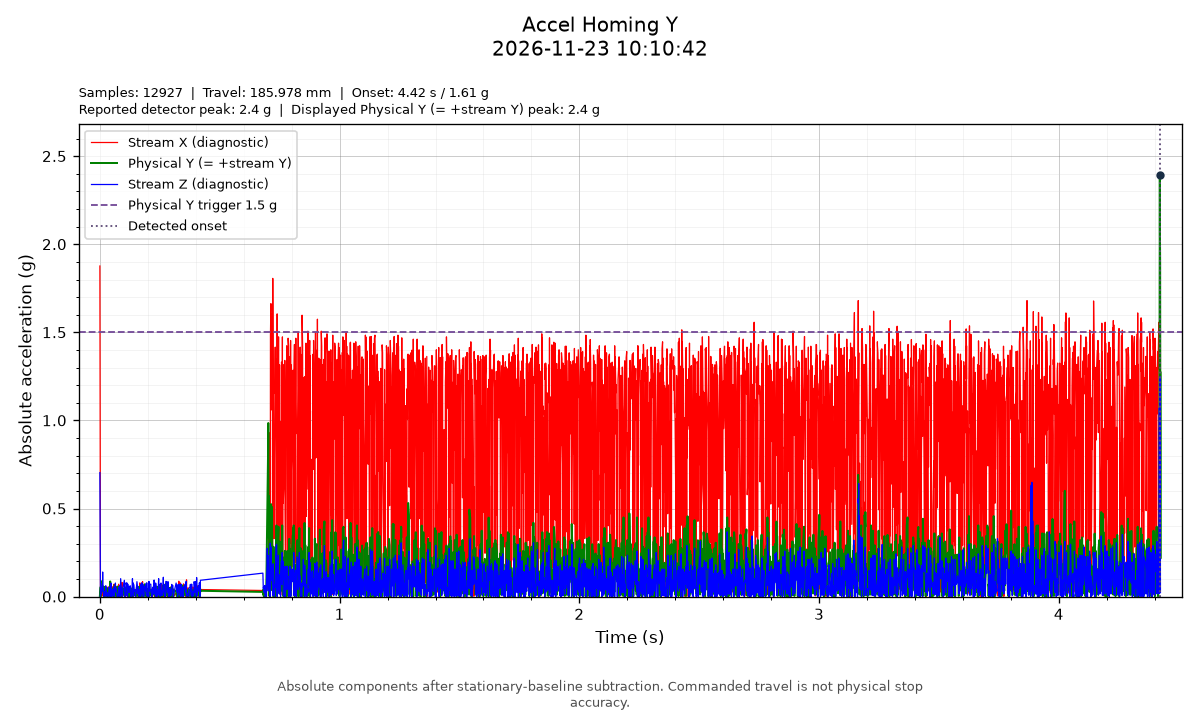 Accel Homing Y
2026-11-23 10:10:42
Samples: 12927 | Travel: 185.978 mm | Onset: 4.42 s / 1.61 g
Reported detector peak: 2.4 g | Displayed Physical Y (= +stream Y) peak: 2.4 g
Stream X (diagnostic)
Physical Y (= +stream Y)
Stream Z (diagnostic)
Physical Y trigger 1.5 g
Detected onset
Absolute acceleration (g)
2.5
2.0
1.5
1.0
0.5
0.0
0 1 2 3 4
Time (s)
Absolute components after stationary-baseline subtraction. Commanded travel is not physical stop
accuracy.